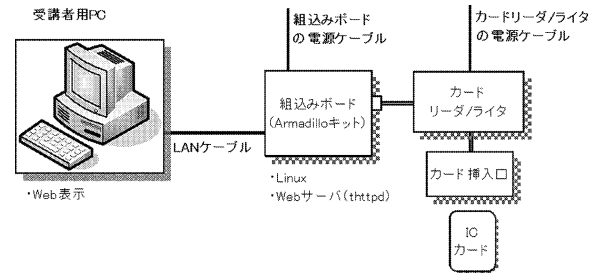 受講者用PC
組込みボード
の電源ケーブル
カードリーダ/ライタ
の電源ケーブル
組込みボード
(Armadilloキット)
カード
リーダ/ライタ
LANケーブル
・Linux
・Webサーバ(thttpd)
カード挿入口
・Web表示
IC
カード